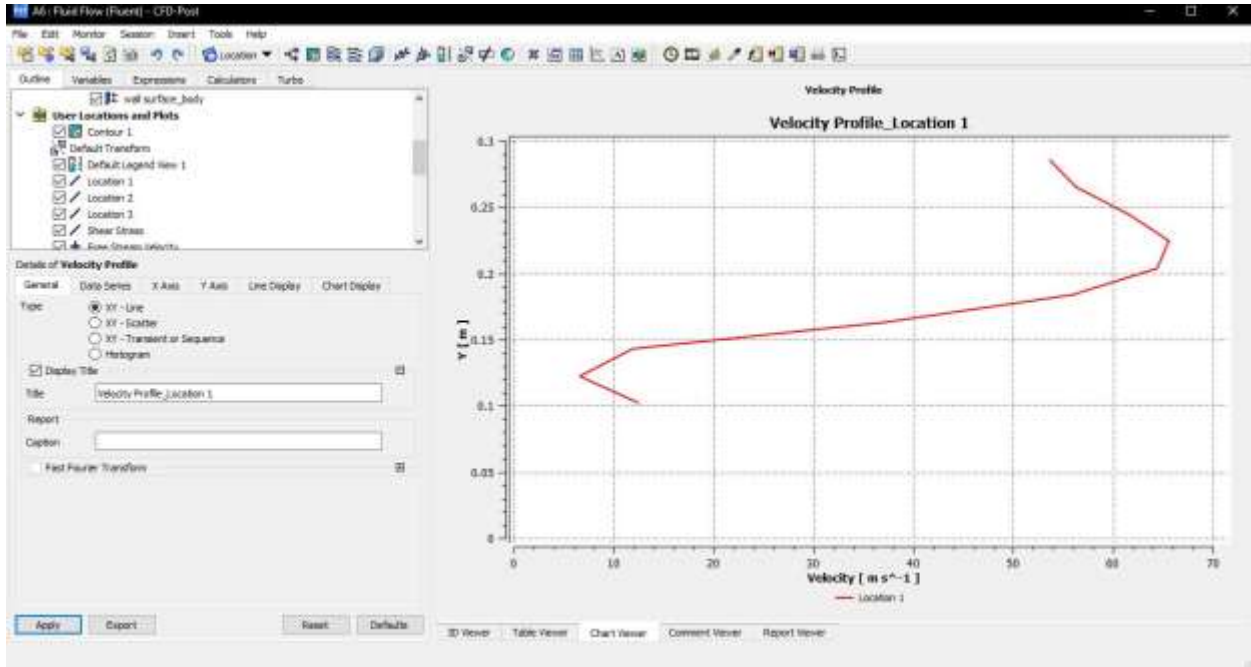 A6 : Fluid Flow (Fluent) - CFD-Post
File Edit Monitor Session Insert Tools Help
Location
Outline Variables Expressions Calculators Turbo
wall surface_body
User Locations and Plots
Contour 1
Default Transform
Default Legend View 1
Location 1
Location 2
Location 3
Shear Stress
Free Stream Velocity
Details of Velocity Profile
General Data Series X Axis Y Axis Line Display Chart Display
Type
XY - Line
XY - Scatter
XY - Transient or Sequence
Histogram
Display Title
Title Velocity Profile_Location 1
Report
Caption
Fast Fourier Transform
Apply Export Reset Defaults
Velocity Profile
Velocity Profile_Location 1
0.3
0.25
0.2
0.15
0.1
0.05
0
Y [ m ]
0 10 20 30 40 50 60 70
Velocity [ m s^-1 ]
Location 1
3D Viewer Table Viewer Chart Viewer Comment Viewer Report Viewer